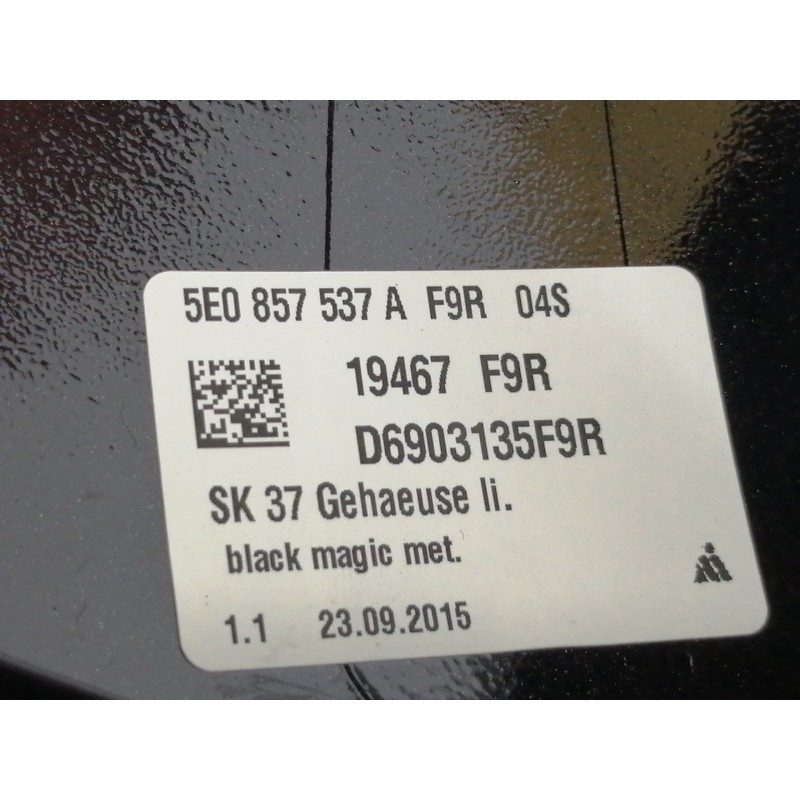 5E0 857 537 A F9R 04S
19467 F9R
D6903135F9R
SK 37 Gehaeuse li.
black magic met.
1.1 23.09.2015